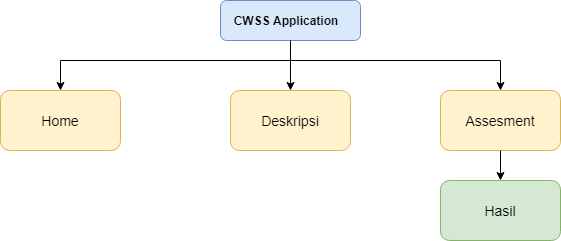 CWSS Application
Home
Deskripsi
Assesment
Hasil